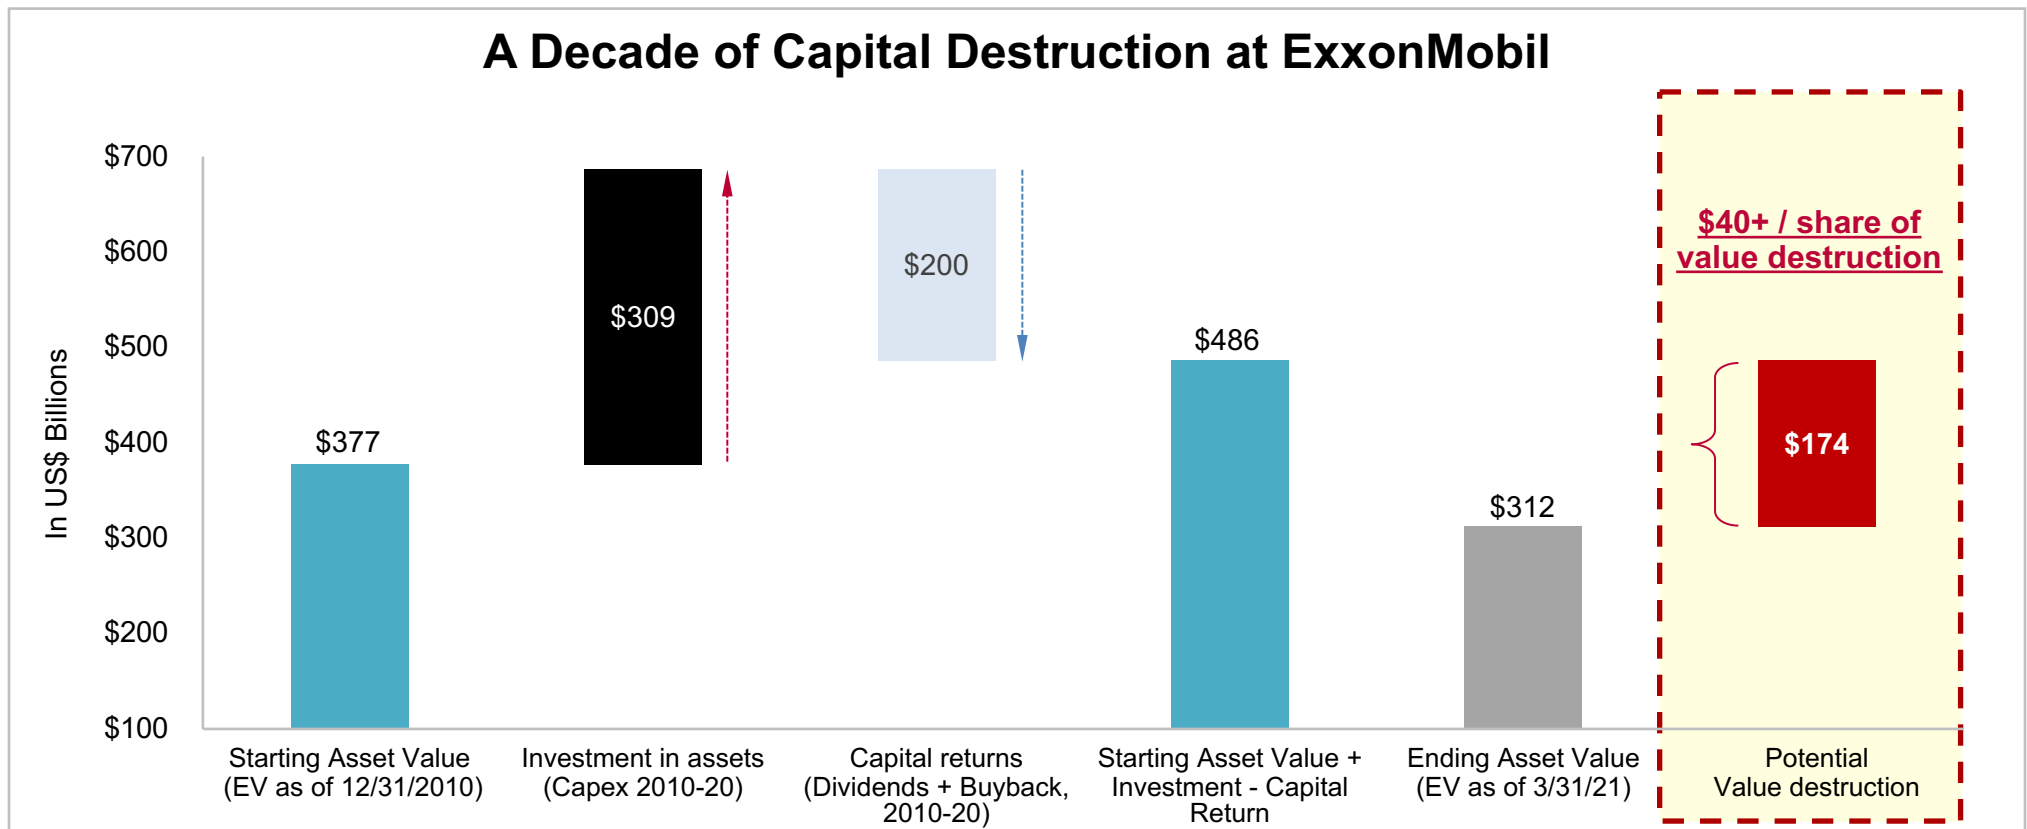 A Decade of Capital Destruction at ExxonMobil
In US$ Billions
$700
$600
$500
$400
$300
$200
$100
$377
$309
$200
$486
$312
$40+ / share of
value destruction
$174
Starting Asset Value
(EV as of 12/31/2010)
Investment in assets
(Capex 2010-20)
Capital returns
(Dividends + Buyback,
2010-20)
Starting Asset Value +
Investment - Capital
Return
Ending Asset Value
(EV as of 3/31/21)
Potential
Value destruction